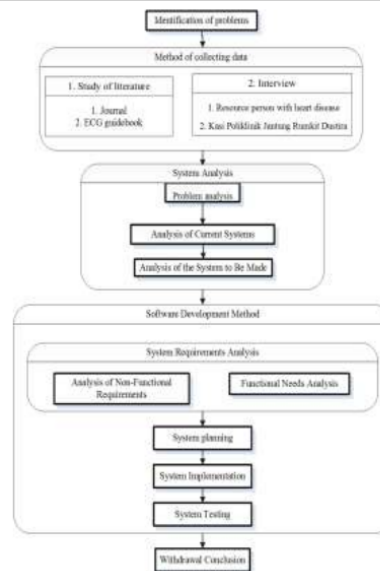 Identification of problems
Method of collecting data
1. Study of literature
1. Journal
2. ECG guidebook
2. Interview
1. Resource person with heart disease
2. Kasi Poliklinik Jantung Rumkit Dustira
System Analysis
Problem analysis
Analysis of Current Systems
Analysis of the System to Be Made
Software Development Method
System Requirements Analysis
Analysis of Non-Functional
Requirements
Functional Needs Analysis
System planning
System Implementation
System Testing
Withdrawal Conclusion